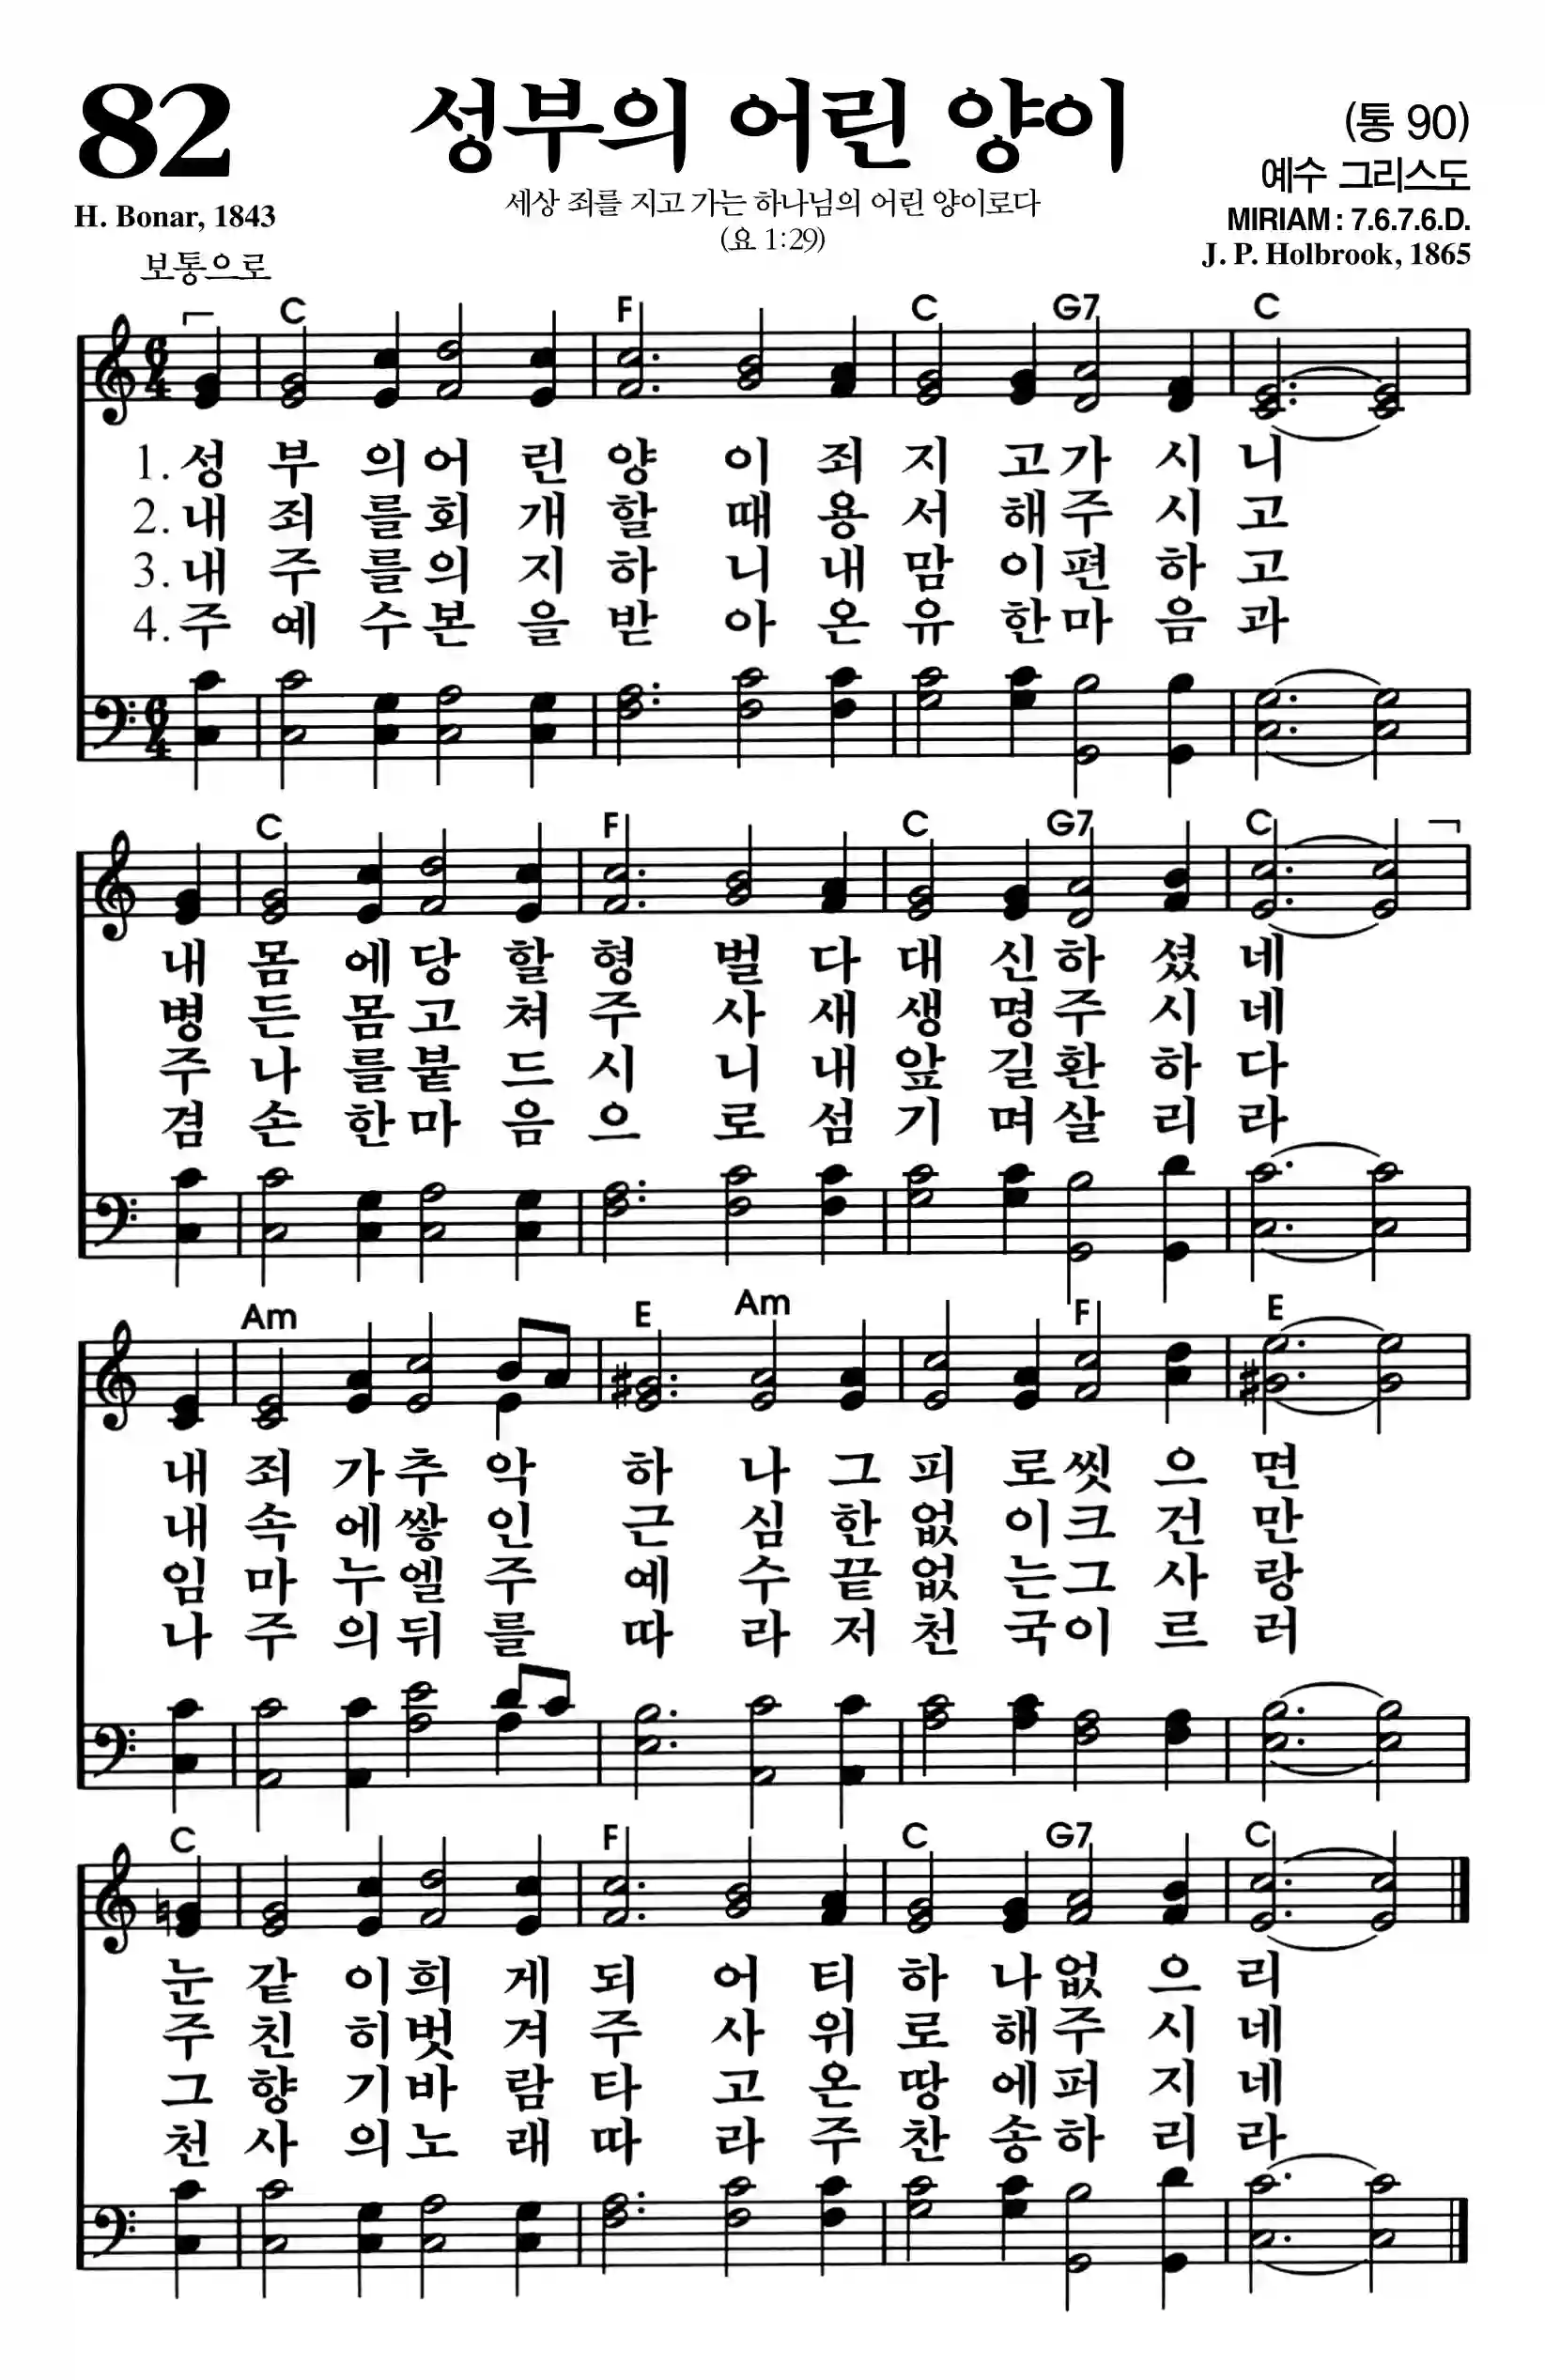 82
성부의 어린 양이
(통 90)
예수 그리스도
H. Bonar, 1843
세상 죄를 지고 가는 하나님의 어린 양이로다
(요 1:29)
MIRIAM : 7.6.7.6.D.
J. P. Holbrook, 1865
보통으로
C F C G7 C
1. 성 부 의 어 린 양 이 죄 지 고 가 시 니
2. 내 죄 를 회 개 할 때 용 서 해 주 시 고
3. 내 주 를 의 지 하 니 내 맘 이 편 하 고
4. 주 예 수 본 을 받 아 온 유 한 마 음 과
C F C G7 C
내 몸 에 당 할 형 벌 다 대 신 하 셨 네
병 든 몸 고 쳐 주 사 새 생 명 주 시 네
주 나 를 붙 드 시 니 내 앞 길 환 하 다
겸 손 한 마 음 으 로 섬 기 며 살 리 라
Am E Am F E
내 죄 가 추 악 하 나 그 피 로 씻 으 면
내 속 에 쌓 인 근 심 한 없 이 크 건 만
임 마 누 엘 주 예 수 끝 없 는 그 사 랑
나 주 의 뒤 를 따 라 저 천 국 이 르 러
C F C G7 C
눈 같 이 희 게 되 어 티 하 나 없 으 리
주 친 히 벗 겨 주 사 위 로 해 주 시 네
그 향 기 바 람 타 고 온 땅 에 퍼 지 네
천 사 의 노 래 따 라 주 찬 송 하 리 라